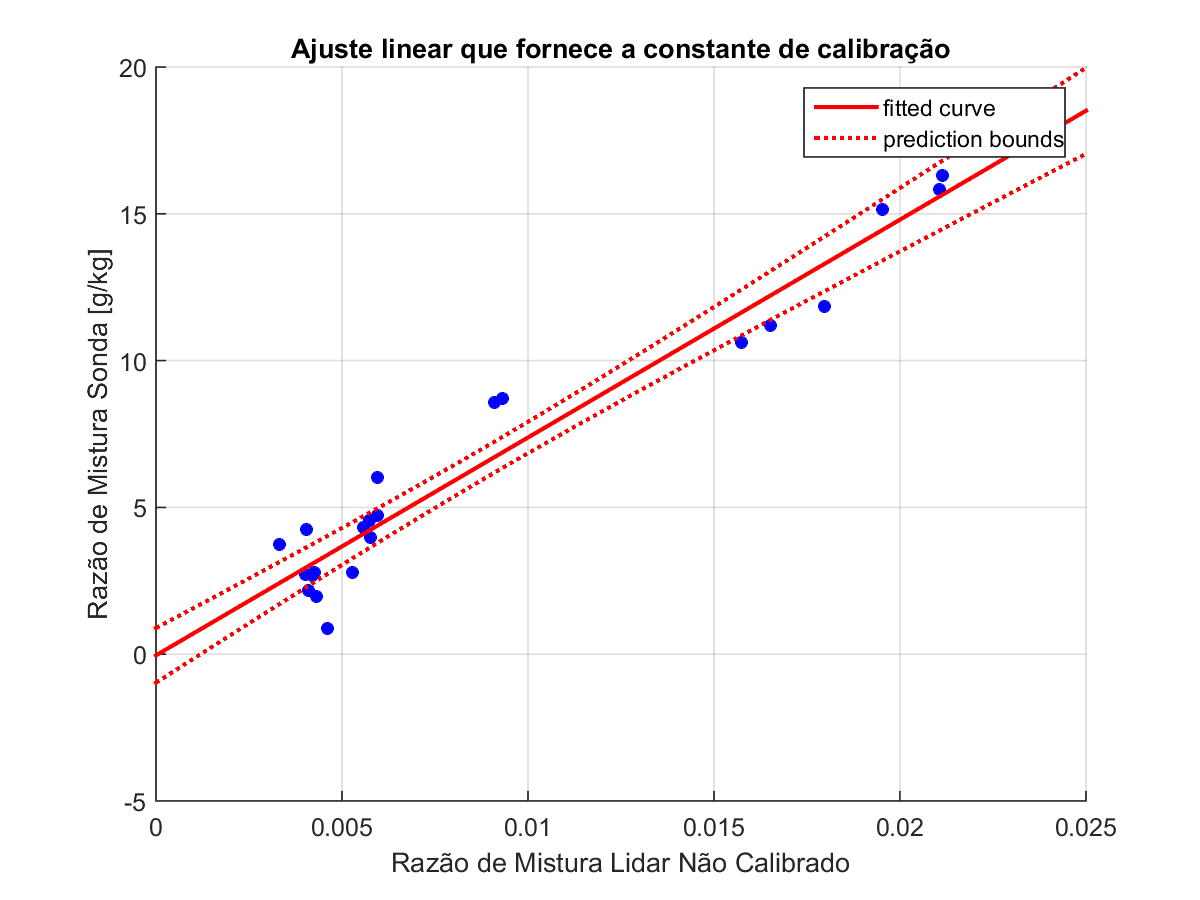 Ajuste linear que fornece a constante de calibração
20
fitted curve
prediction bounds
15
10
5
0
-5
Razão de Mistura Sonda [g/kg]
0 0.005 0.01 0.015 0.02 0.025
Razão de Mistura Lidar Não Calibrado